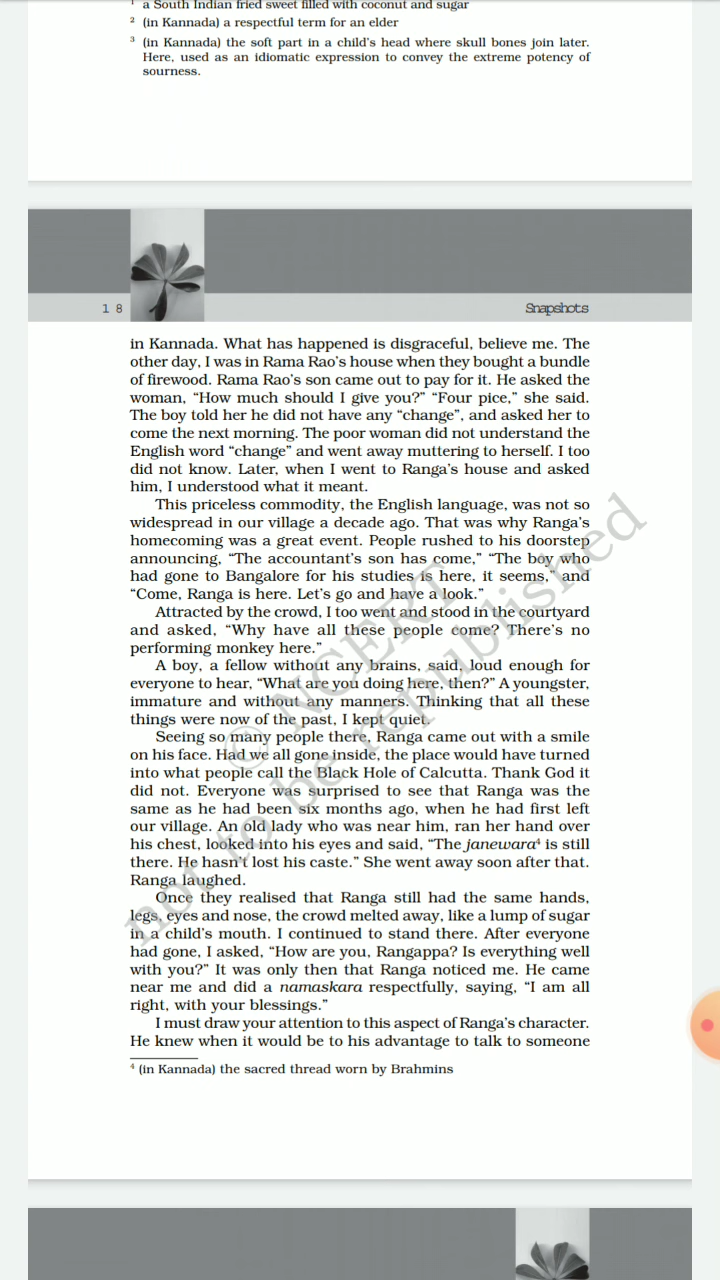 ¹ a South Indian fried sweet filled with coconut and sugar
² (in Kannada) a respectful term for an elder
³ (in Kannada) the soft part in a child's head where skull bones join later.
Here, used as an idiomatic expression to convey the extreme potency of
sourness.
18
Snapshots
in Kannada. What has happened is disgraceful, believe me. The
other day, I was in Rama Rao's house when they bought a bundle
of firewood. Rama Rao's son came out to pay for it. He asked the
woman, “How much should I give you?” “Four pice,” she said.
The boy told her he did not have any “change”, and asked her to
come the next morning. The poor woman did not understand the
English word “change” and went away muttering to herself. I too
did not know. Later, when I went to Ranga's house and asked
him, I understood what it meant.
This priceless commodity, the English language, was not so
widespread in our village a decade ago. That was why Ranga's
homecoming was a great event. People rushed to his doorstep
announcing, “The accountant's son has come,” “The boy who
had gone to Bangalore for his studies is here, it seems,” and
“Come, Ranga is here. Let's go and have a look.”
Attracted by the crowd, I too went and stood in the courtyard
and asked, “Why have all these people come? There's no
performing monkey here.”
A boy, a fellow without any brains, said, loud enough for
everyone to hear, “What are you doing here, then?” A youngster,
immature and without any manners. Thinking that all these
things were now of the past, I kept quiet.
Seeing so many people there, Ranga came out with a smile
on his face. Had we all gone inside, the place would have turned
into what people call the Black Hole of Calcutta. Thank God it
did not. Everyone was surprised to see that Ranga was the
same as he had been six months ago, when he had first left
our village. An old lady who was near him, ran her hand over
his chest, looked into his eyes and said, “The janewara⁴ is still
there. He hasn't lost his caste.” She went away soon after that.
Ranga laughed.
Once they realised that Ranga still had the same hands,
legs, eyes and nose, the crowd melted away, like a lump of sugar
in a child's mouth. I continued to stand there. After everyone
had gone, I asked, “How are you, Rangappa? Is everything well
with you?” It was only then that Ranga noticed me. He came
near me and did a namaskara respectfully, saying, “I am all
right, with your blessings.”
I must draw your attention to this aspect of Ranga's character.
He knew when it would be to his advantage to talk to someone
⁴ (in Kannada) the sacred thread worn by Brahmins
© NCERT
not to be republished